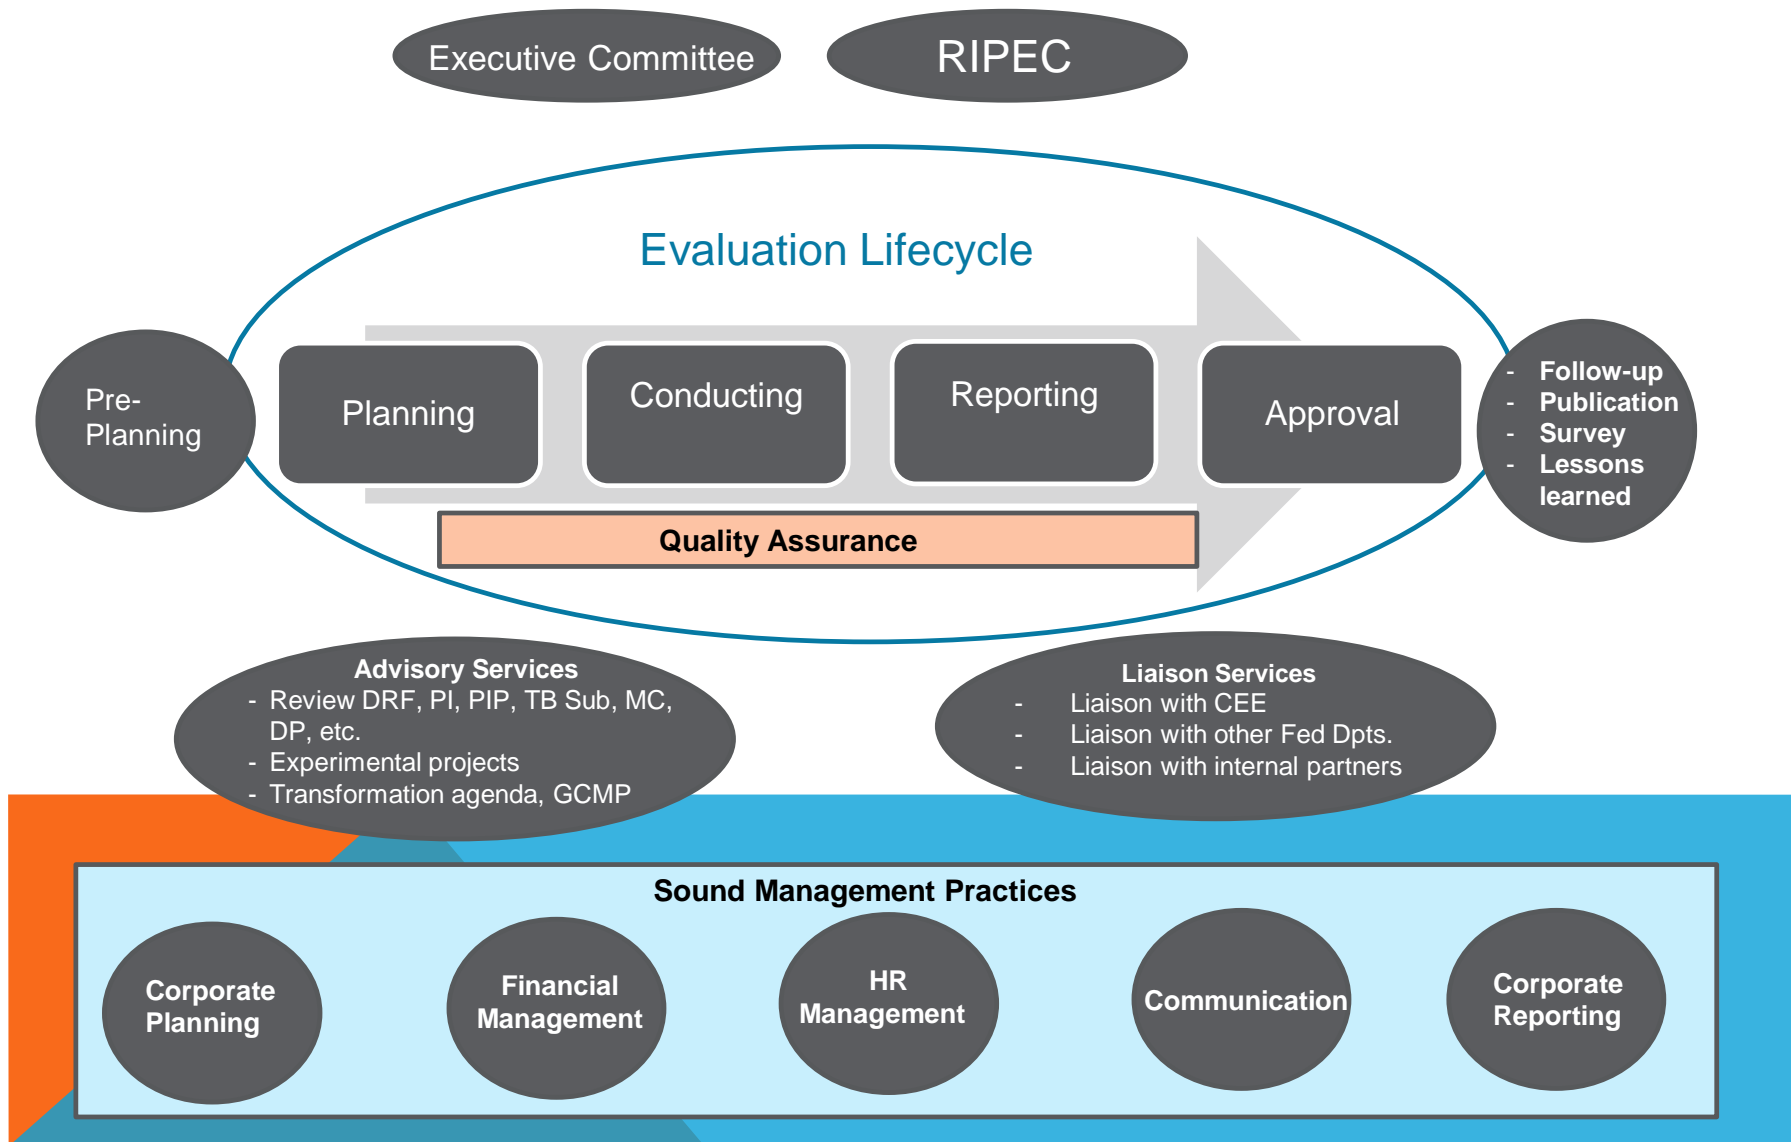 Executive Committee
RIPEC
Evaluation Lifecycle
Pre-
Planning
Planning
Conducting
Reporting
Approval
- Follow-up
- Publication
- Survey
- Lessons
learned
Quality Assurance
Advisory Services
- Review DRF, PI, PIP, TB Sub, MC,
DP, etc.
- Experimental projects
- Transformation agenda, GCMP
Liaison Services
- Liaison with CEE
- Liaison with other Fed Dpts.
- Liaison with internal partners
Sound Management Practices
Corporate
Planning
Financial
Management
HR
Management
Communication
Corporate
Reporting